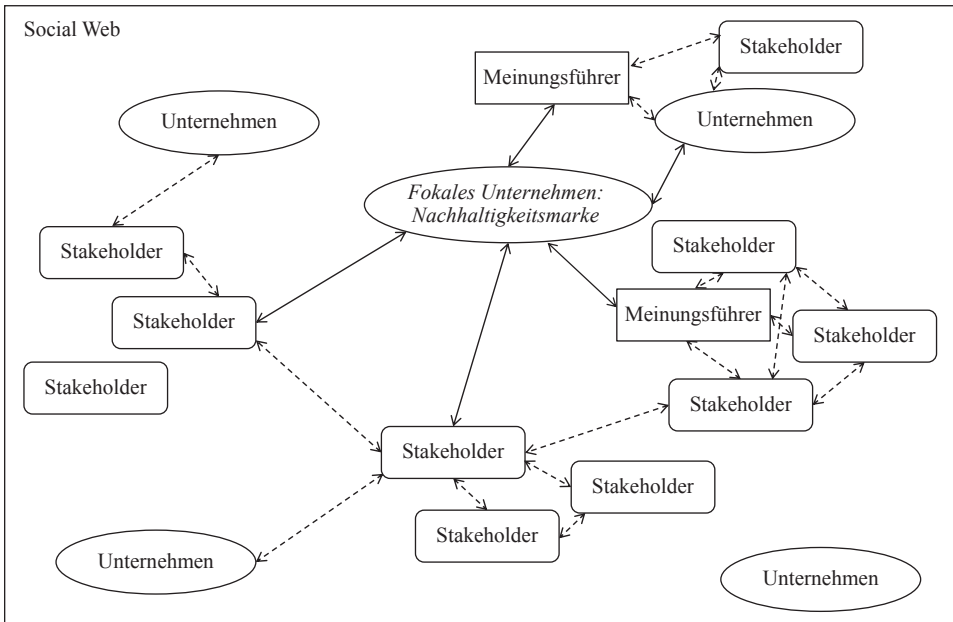 Social Web
Stakeholder
Meinungsführer
Unternehmen
Unternehmen
Fokales Unternehmen:
Nachhaltigkeitsmarke
Stakeholder
Stakeholder
Stakeholder
Meinungsführer
Stakeholder
Stakeholder
Stakeholder
Stakeholder
Stakeholder
Stakeholder
Unternehmen
Unternehmen